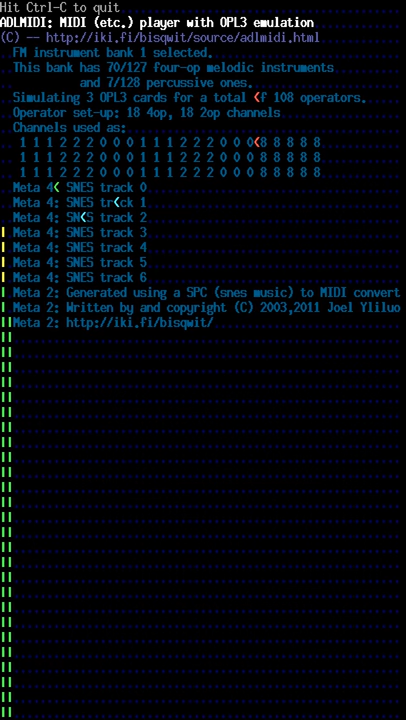 Hit Ctrl-C to quit
ADLMIDI: MIDI (etc.) player with OPL3 emulation
(C) -- http://iki.fi/bisqwit/source/adlmidi.html
FM instrument bank 1 selected.
This bank has 70/127 four-op melodic instruments
and 7/128 percussive ones.
Simulating 3 OPL3 cards for a total <f 108 operators.
Operator set-up: 18 4op, 18 2op channels
Channels used as:
1 1 1 2 2 2 0 0 0 1 1 1 2 2 2 0 0 0<8 8 8 8 8
1 1 1 2 2 2 0 0 0 1 1 1 2 2 2 0 0 0 8 8 8 8 8
1 1 1 2 2 2 0 0 0 1 1 1 2 2 2 0 0 0 8 8 8 8 8
Meta 4< SNES track 0
Meta 4: SNES tr<ck 1
Meta 4: SN<S track 2
Meta 4: SNES track 3
Meta 4: SNES track 4
Meta 4: SNES track 5
Meta 4: SNES track 6
Meta 2: Generated using a SPC (snes music) to MIDI convert
Meta 2: Written by and copyright (C) 2003,2011 Joel Yliluo
Meta 2: http://iki.fi/bisqwit/